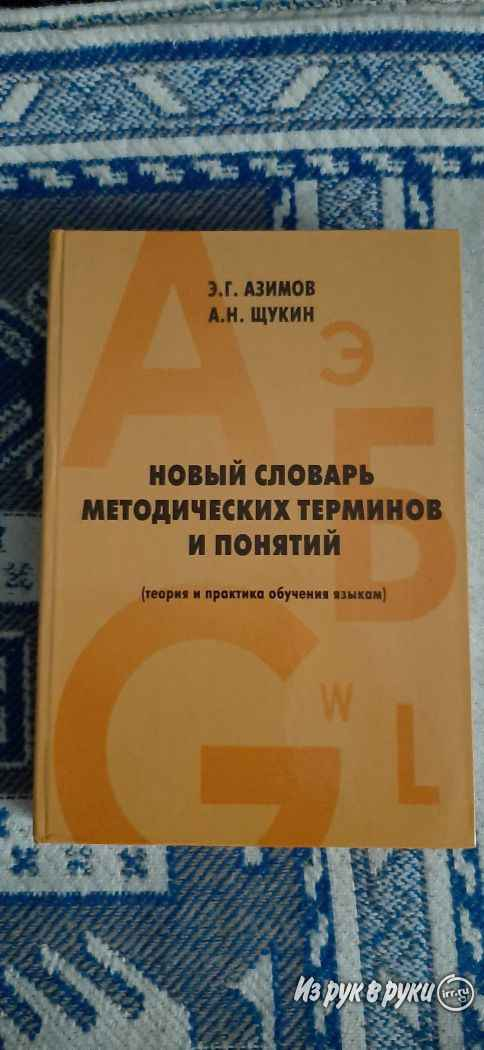 Э.Г. АЗИМОВ
А.Н. ЩУКИН
А
Э
Б
НОВЫЙ СЛОВАРЬ
МЕТОДИЧЕСКИХ ТЕРМИНОВ
И ПОНЯТИЙ
(теория и практика обучения языкам)
G
W
L
Из рук в руки
irr.ru